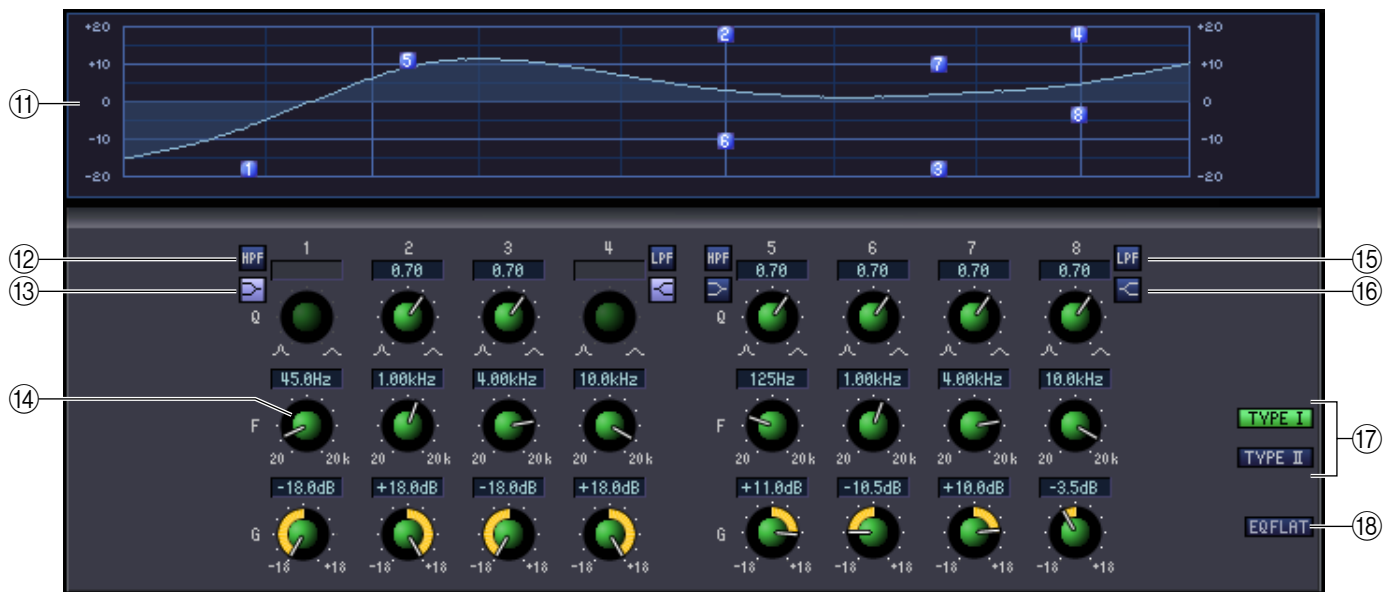 +20 2 4 +20
+10 5 7 +10
⑪ 0 0
-10 6 8 -10
-20 1 3 -20
⑫ HPF 1 2 3 4 LPF HPF 5 6 7 8 LPF ⑮
0.70 0.70 0.70 0.70 0.70 0.70
⑬ ⑯
Q Q
45.0Hz 1.00kHz 4.00kHz 10.0kHz 125Hz 1.00kHz 4.00kHz 10.0kHz
⑭ TYPE I
F F ⑰
20 20k 20 20k 20 20k 20 20k 20 20k 20 20k 20 20k 20 20k TYPE II
-18.0dB +18.0dB -18.0dB +18.0dB +11.0dB -10.5dB +10.0dB -3.5dB
G G EQFLAT ⑱
-18 +18 -18 +18 -18 +18 -18 +18 -18 +18 -18 +18 -18 +18 -18 +18